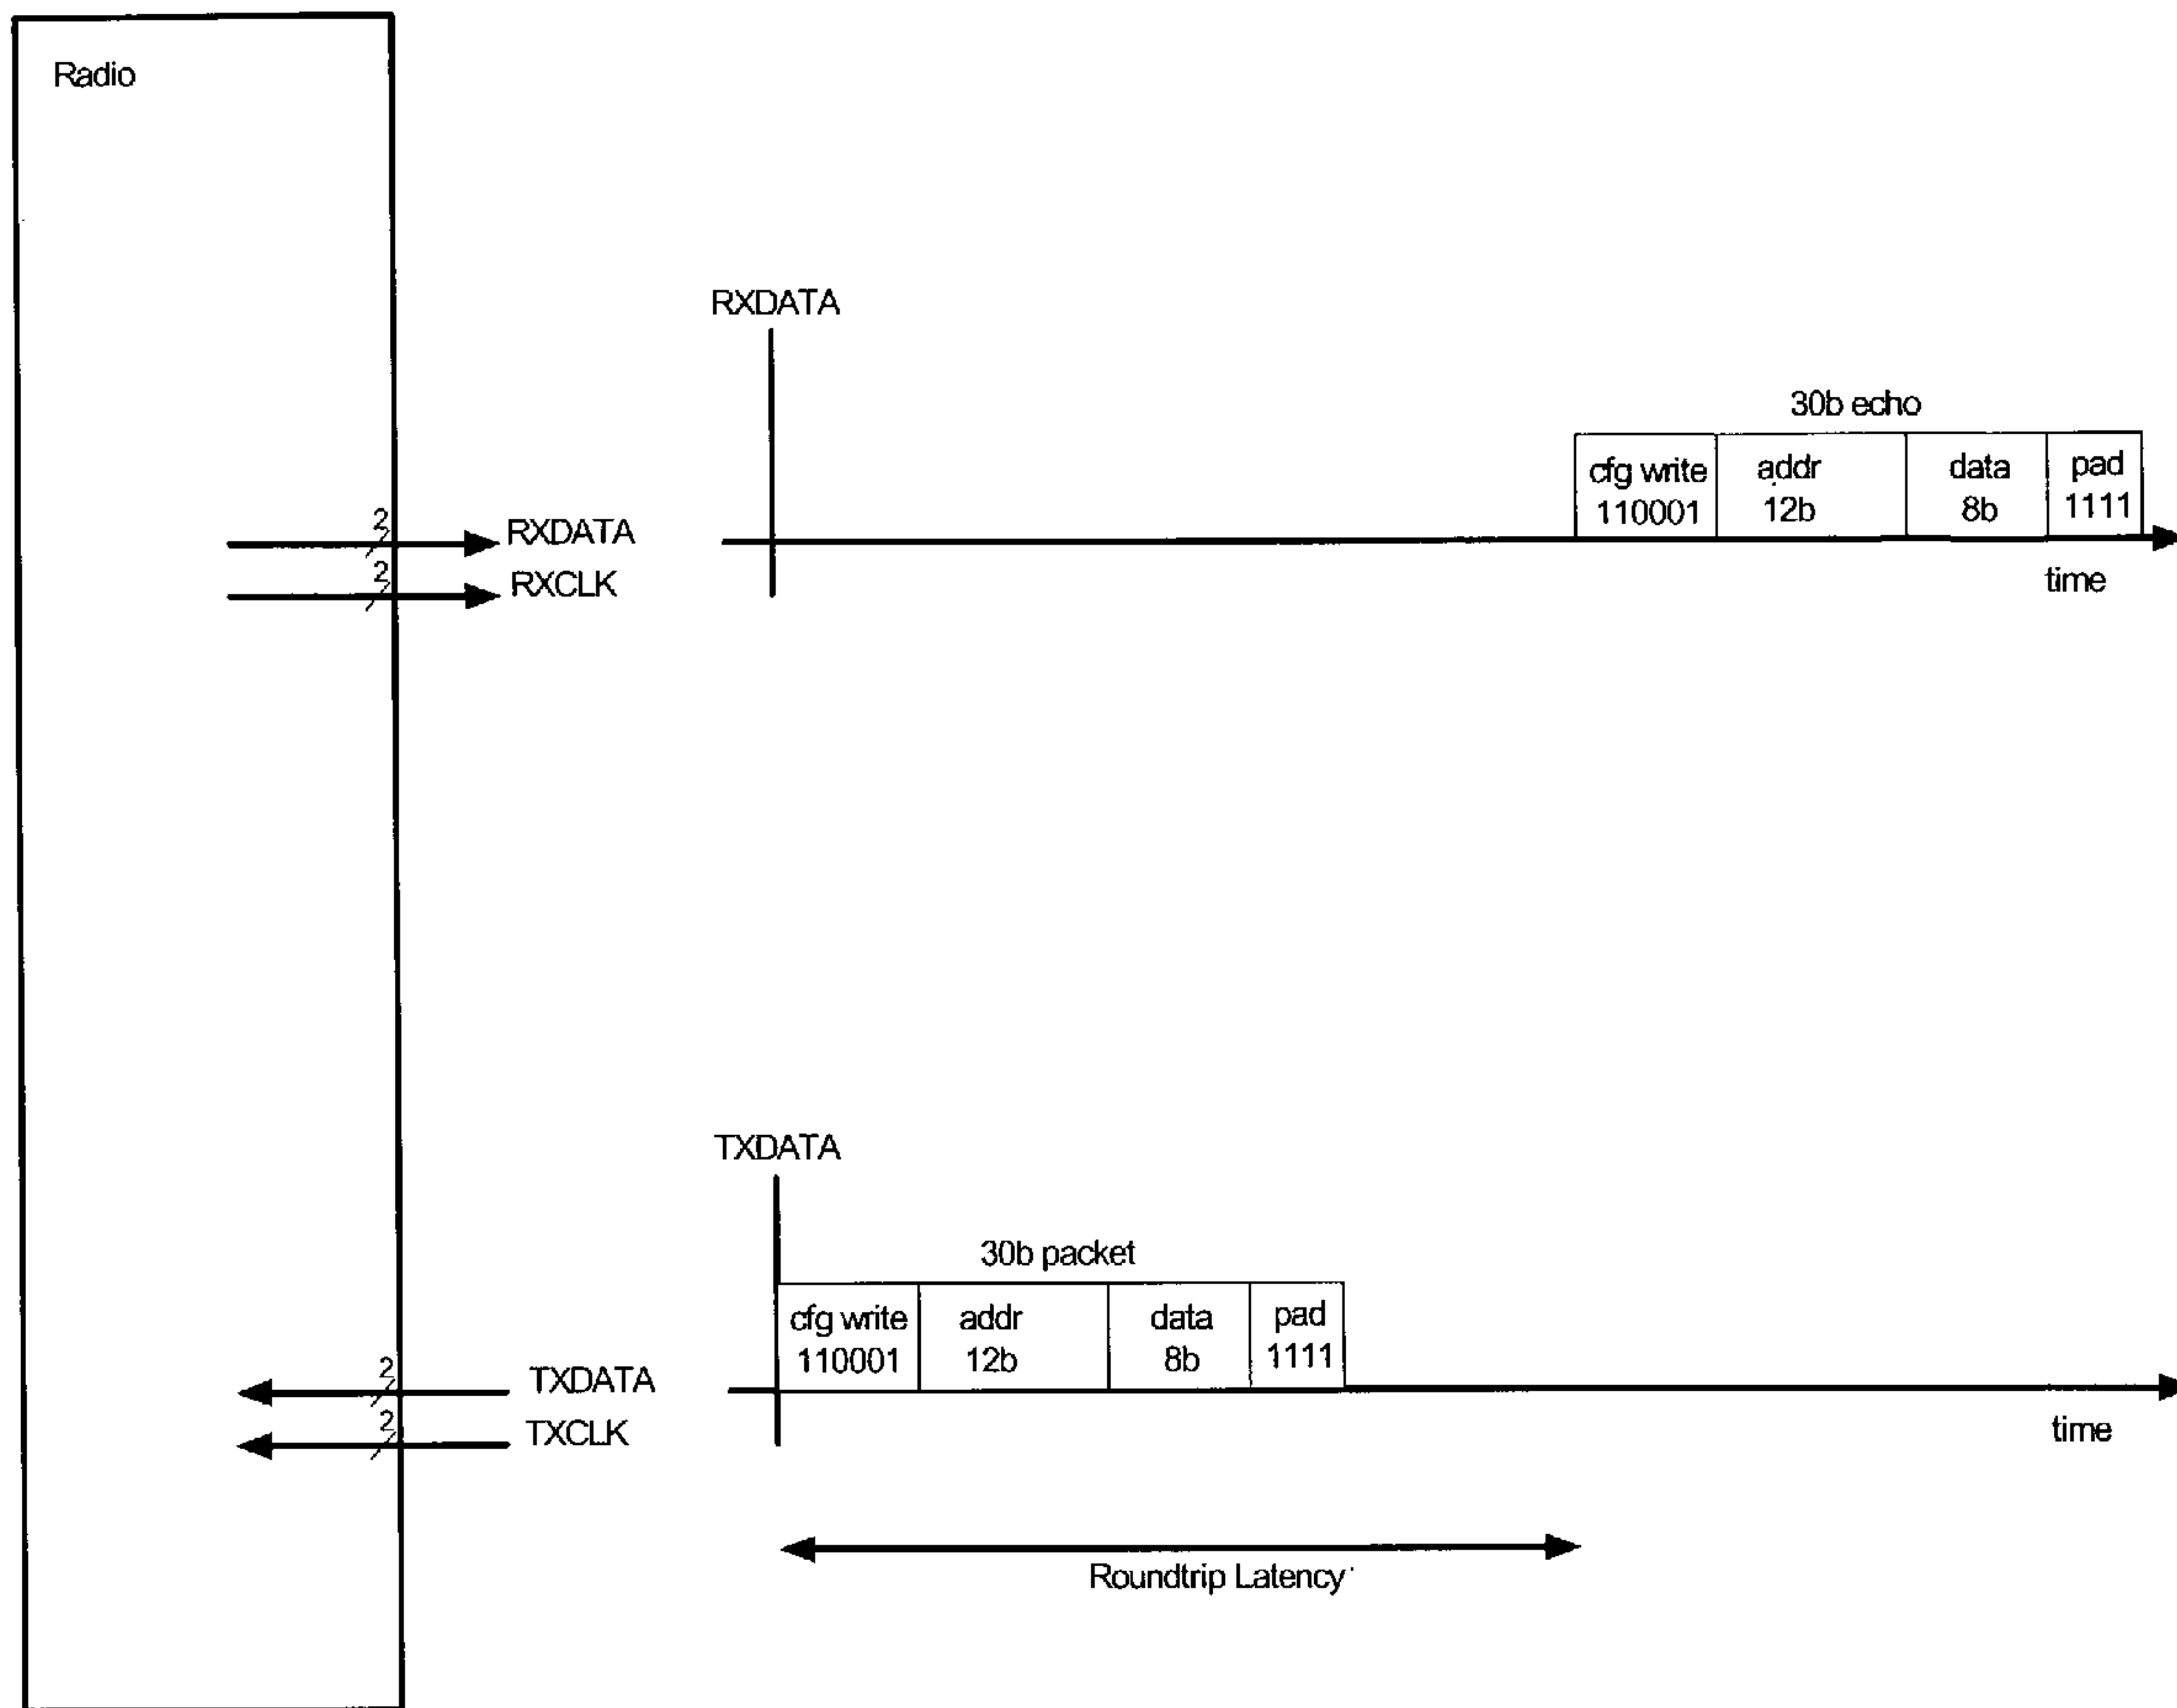 Radio
RXDATA
30b echo
cfg write addr data pad
110001 12b 8b 1111
2 RXDATA
2 RXCLK
time
TXDATA
30b packet
cfg write addr data pad
110001 12b 8b 1111
2 TXDATA
2 TXCLK
time
Roundtrip Latency